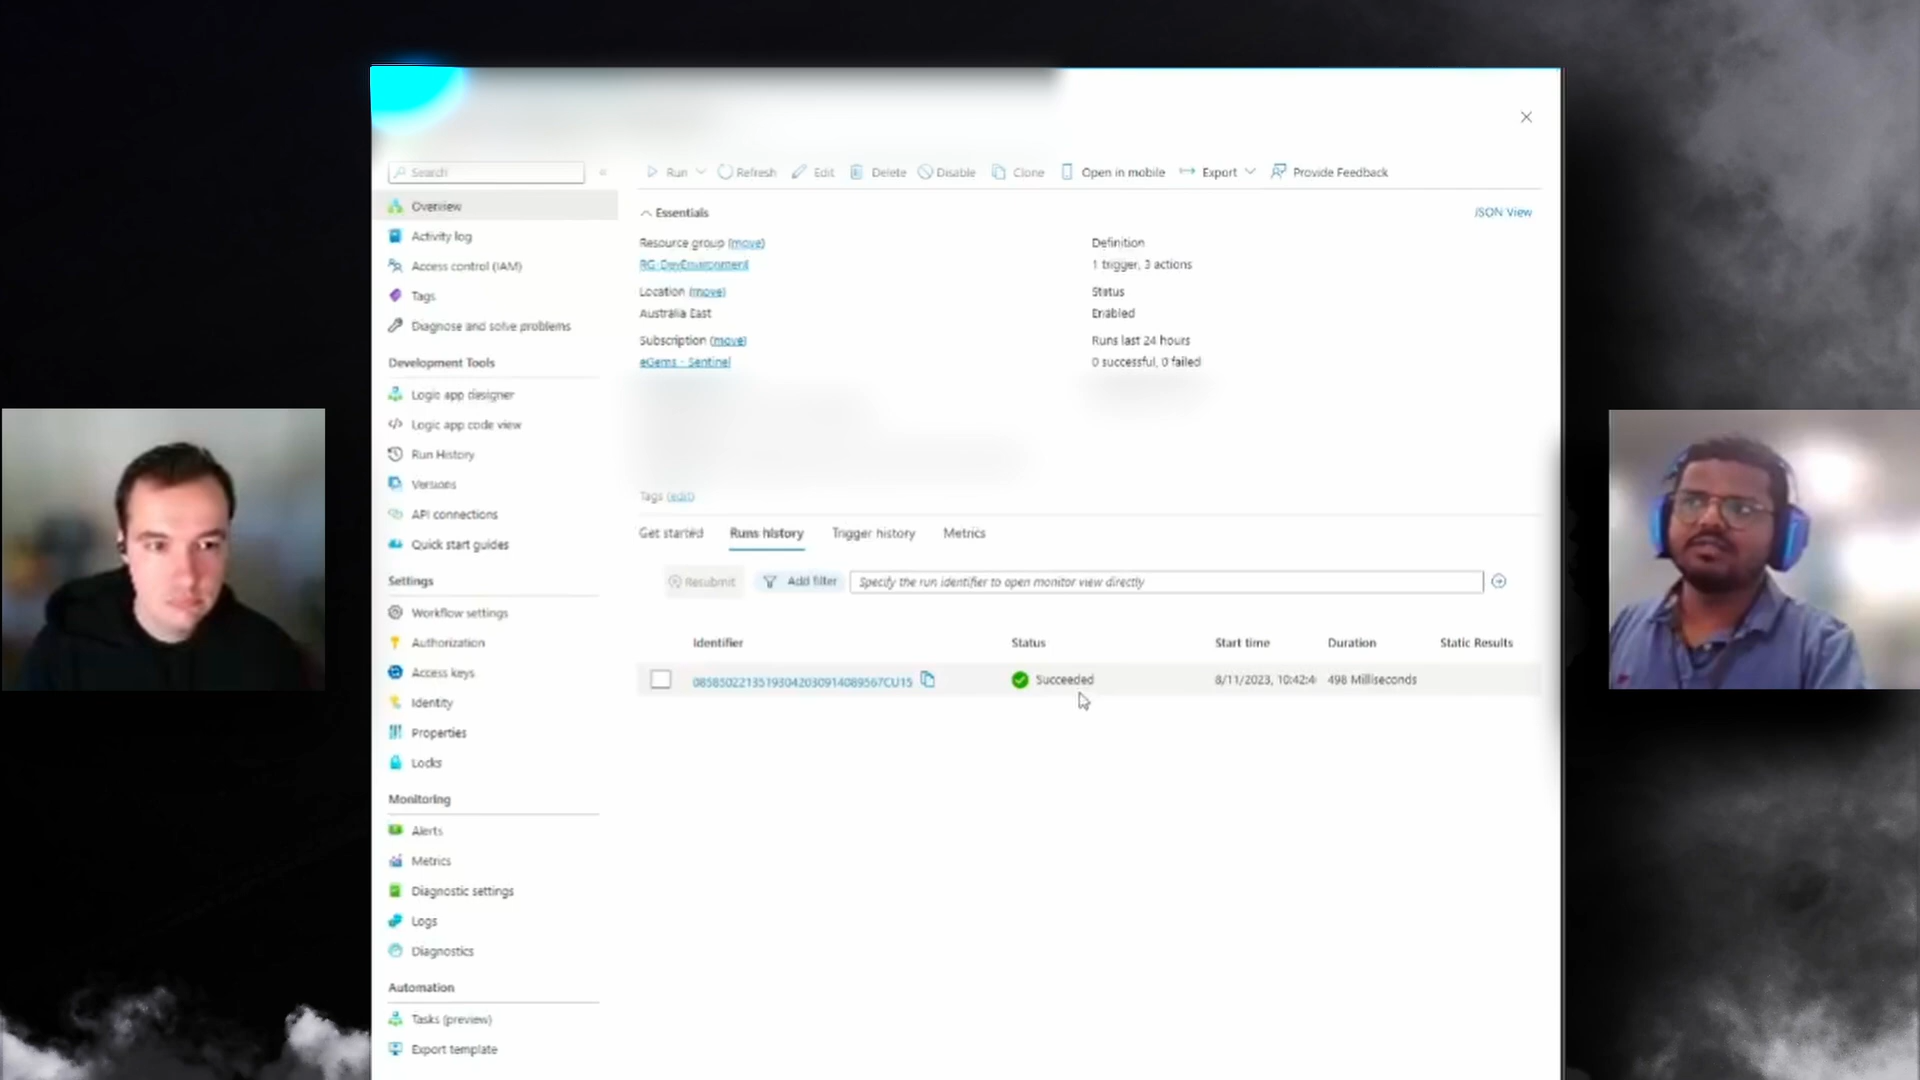 Search
Run
Refresh
Edit
Delete
Disable
Clone
Open in mobile
Export
Provide Feedback
Overview
Activity log
Access control (IAM)
Tags
Diagnose and solve problems
Development Tools
Logic app designer
Logic app code view
Run History
Versions
API connections
Quick start guides
Settings
Workflow settings
Authorization
Access keys
Identity
Properties
Locks
Monitoring
Alerts
Metrics
Diagnostic settings
Logs
Diagnostics
Automation
Tasks (preview)
Export template
Essentials
JSON View
Resource group (move)
RG-DevEnvironment
Location (move)
Australia East
Subscription (move)
eGems - Sentinel
Definition
1 trigger, 3 actions
Status
Enabled
Runs last 24 hours
0 successful, 0 failed
Tags (edit)
Get started Runs history Trigger history Metrics
Resubmit
Add filter
Specify the run identifier to open monitor view directly
Identifier Status Start time Duration Static Results
Succeeded 8/11/2023, 10:42:4 498 Milliseconds